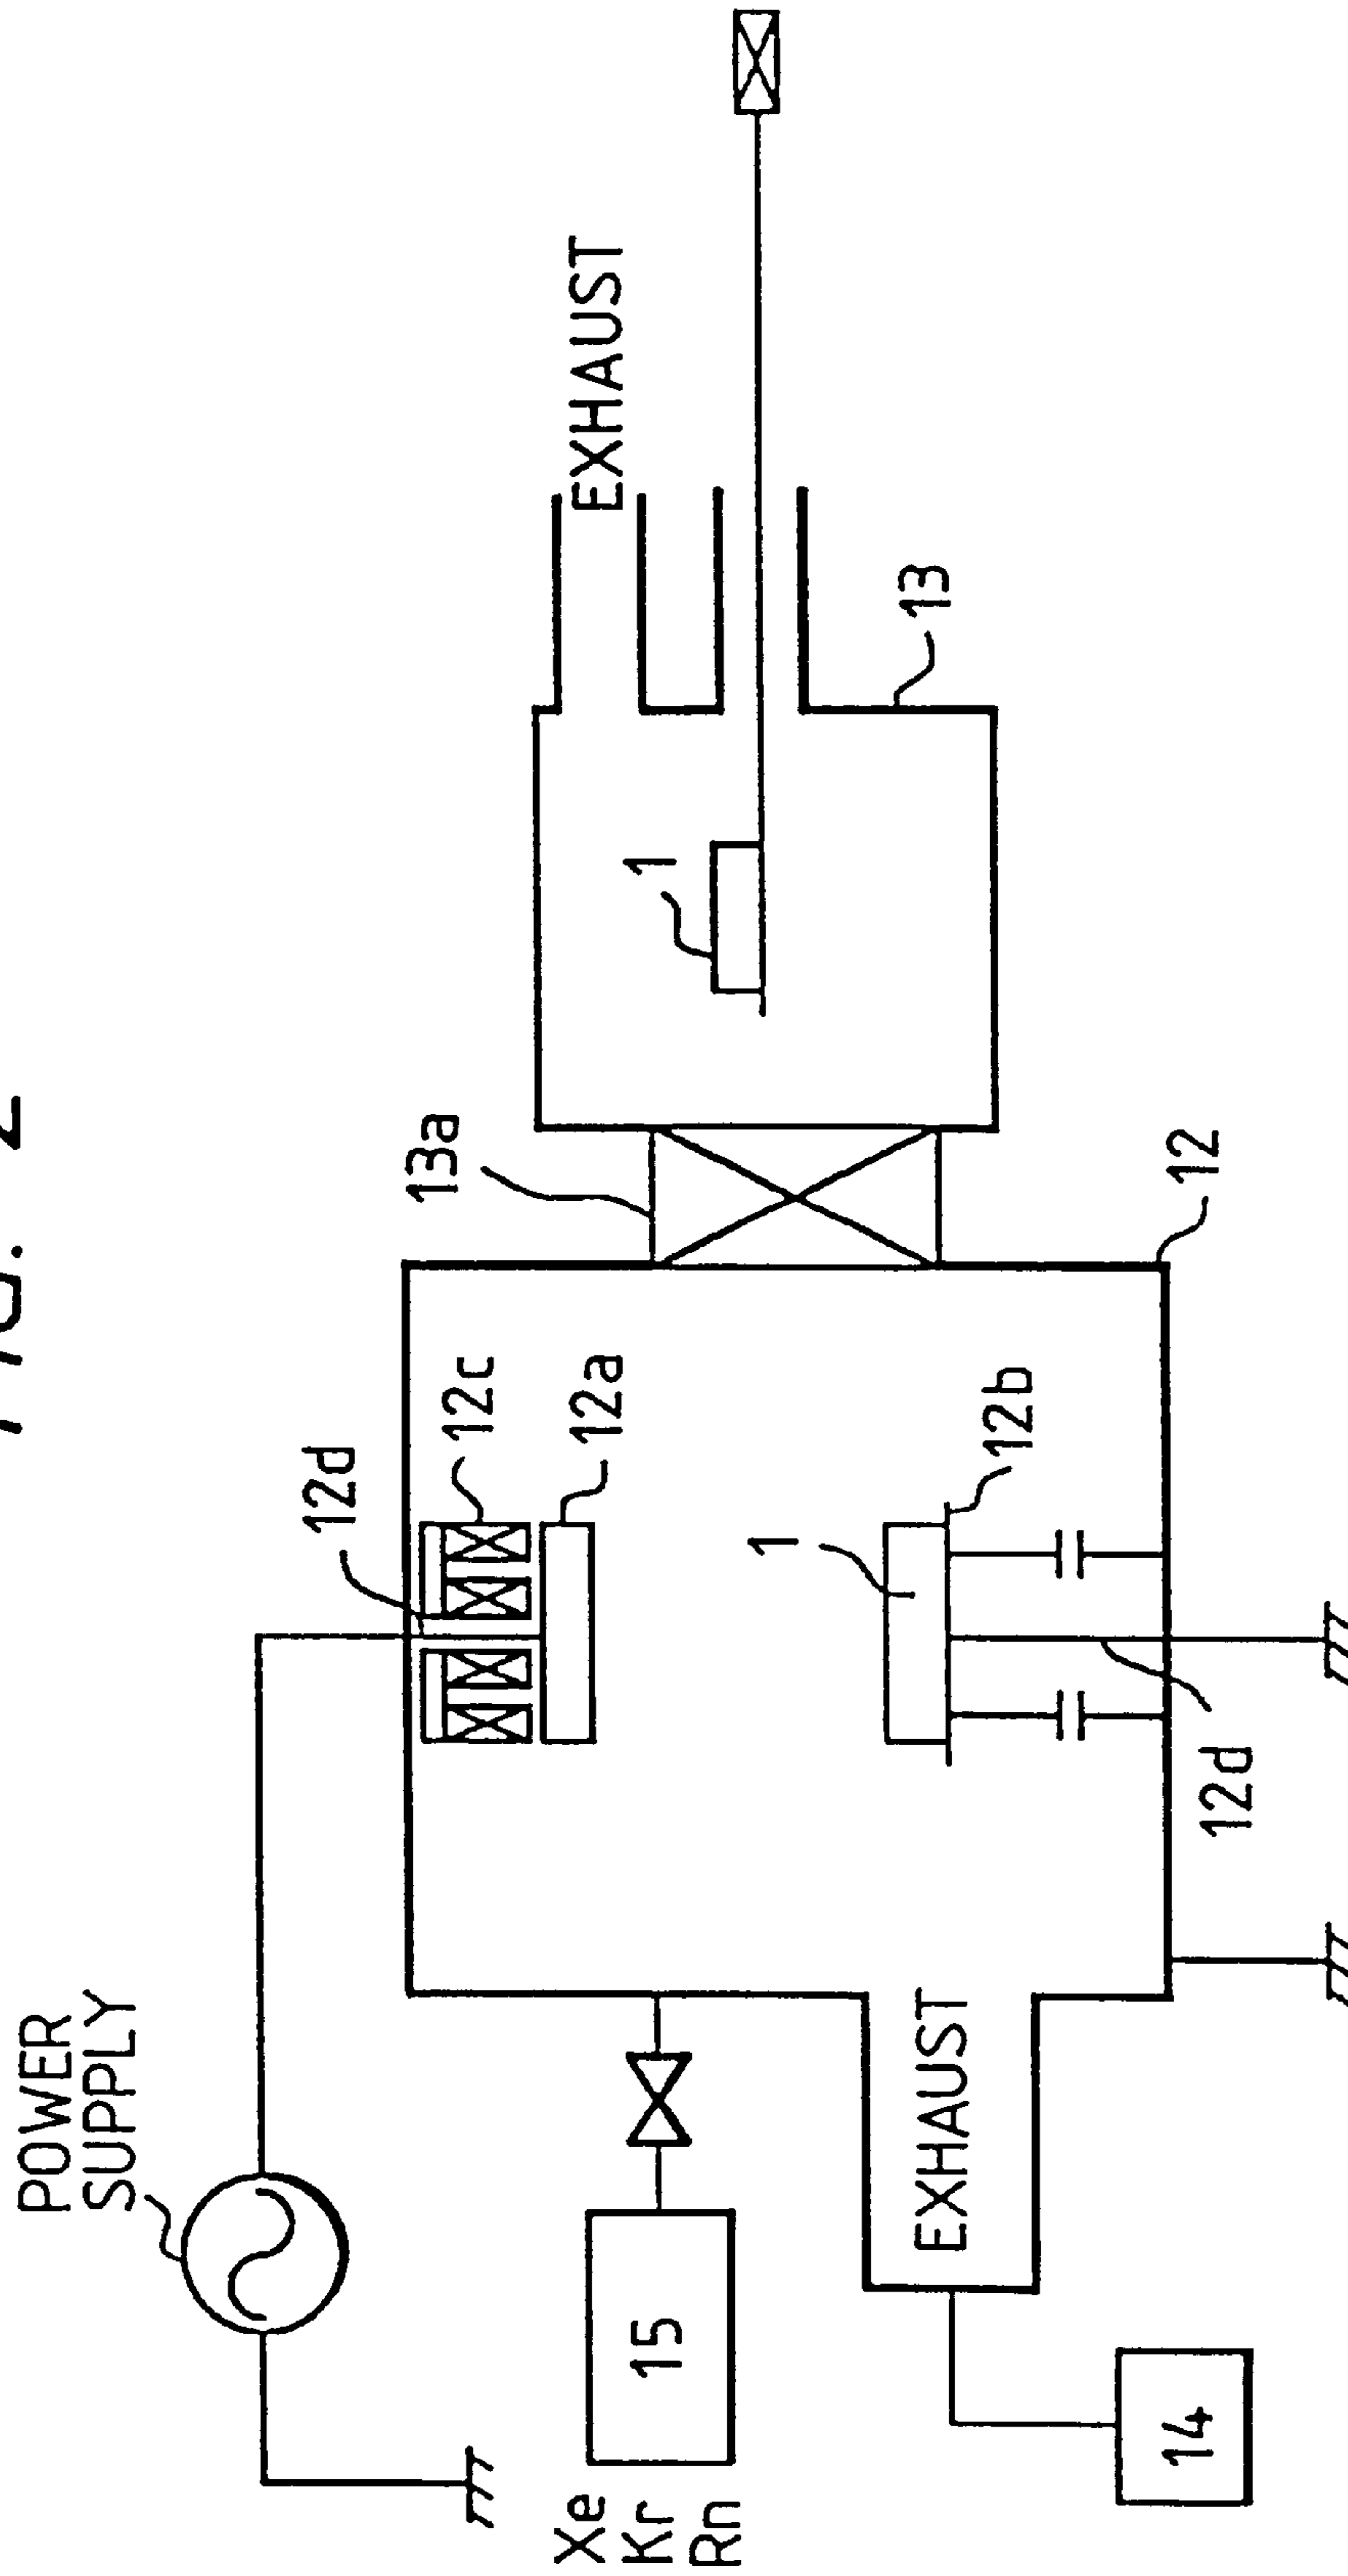 FIG. 2
POWER
SUPPLY
12d
13a
12c
12a
EXHAUST
1
13
Xe
Kr
Rn
15
1
12b
EXHAUST
12
14
12d